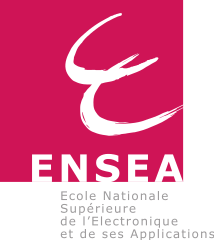 ENSEA
Ecole Nationale
Supérieure
de l'Electronique
et de ses Applications